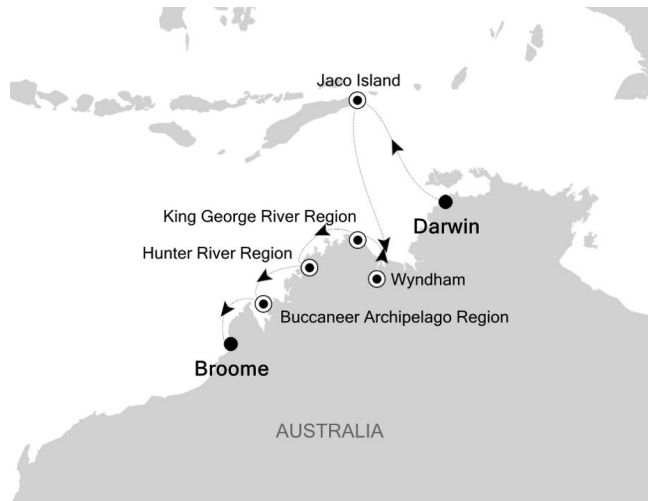 Jaco Island
King George River Region
Darwin
Hunter River Region
Wyndham
Buccaneer Archipelago Region
Broome
AUSTRALIA